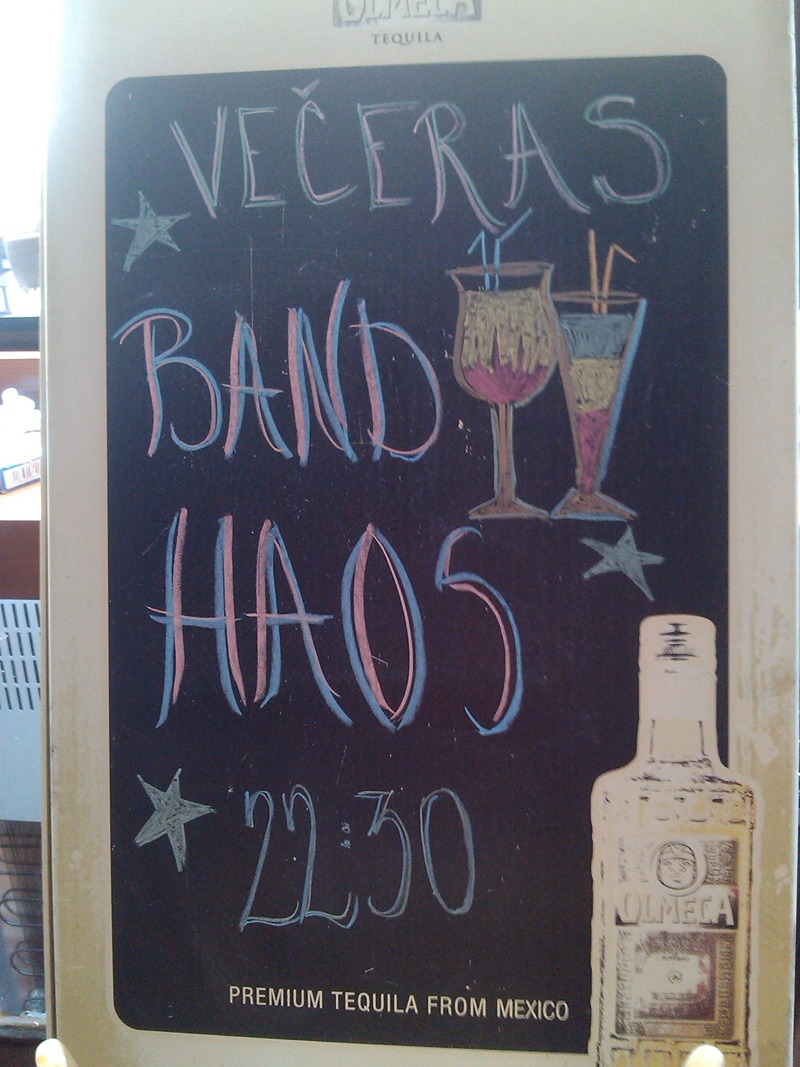 OLMECA
TEQUILA
VEČERAS
BAND
HAOS
22:30
OLMECA
PREMIUM TEQUILA FROM MEXICO